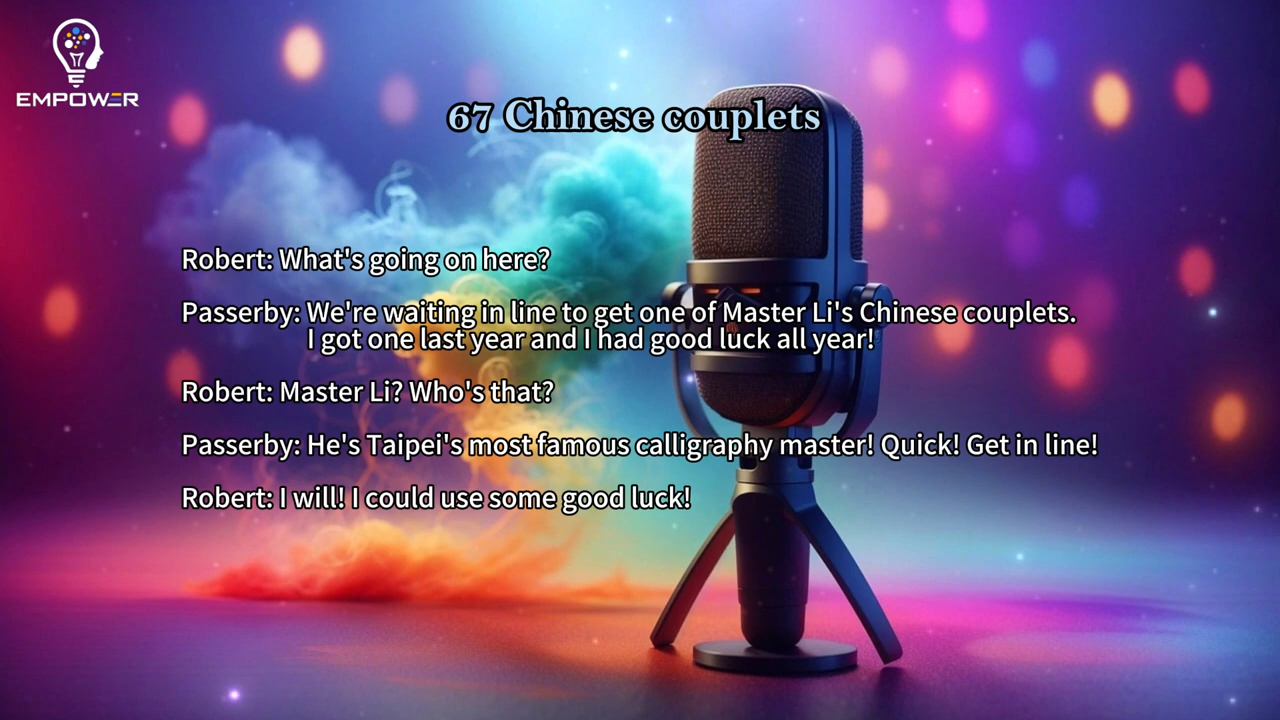 EMPOWER
67 Chinese couplets
Robert: What's going on here?
Passerby: We're waiting in line to get one of Master Li's Chinese couplets.
I got one last year and I had good luck all year!
Robert: Master Li? Who's that?
Passerby: He's Taipei's most famous calligraphy master! Quick! Get in line!
Robert: I will! I could use some good luck!